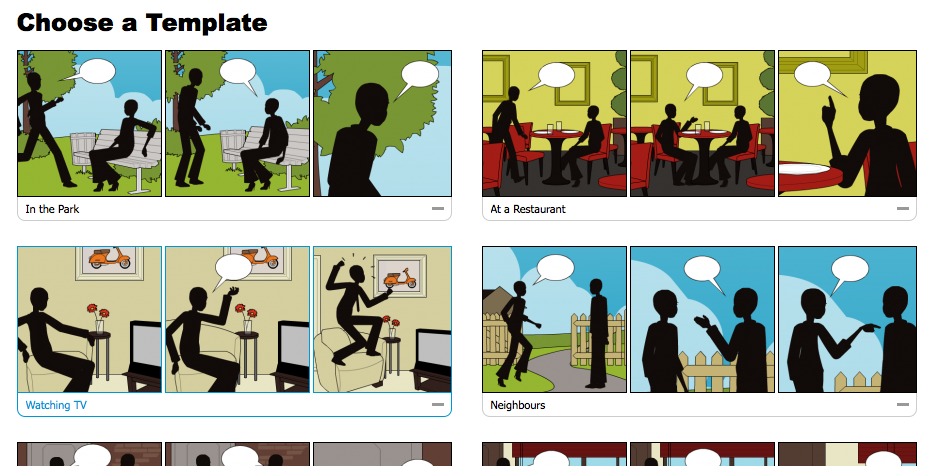 Choose a Template
In the Park
At a Restaurant
Watching TV
Neighbours